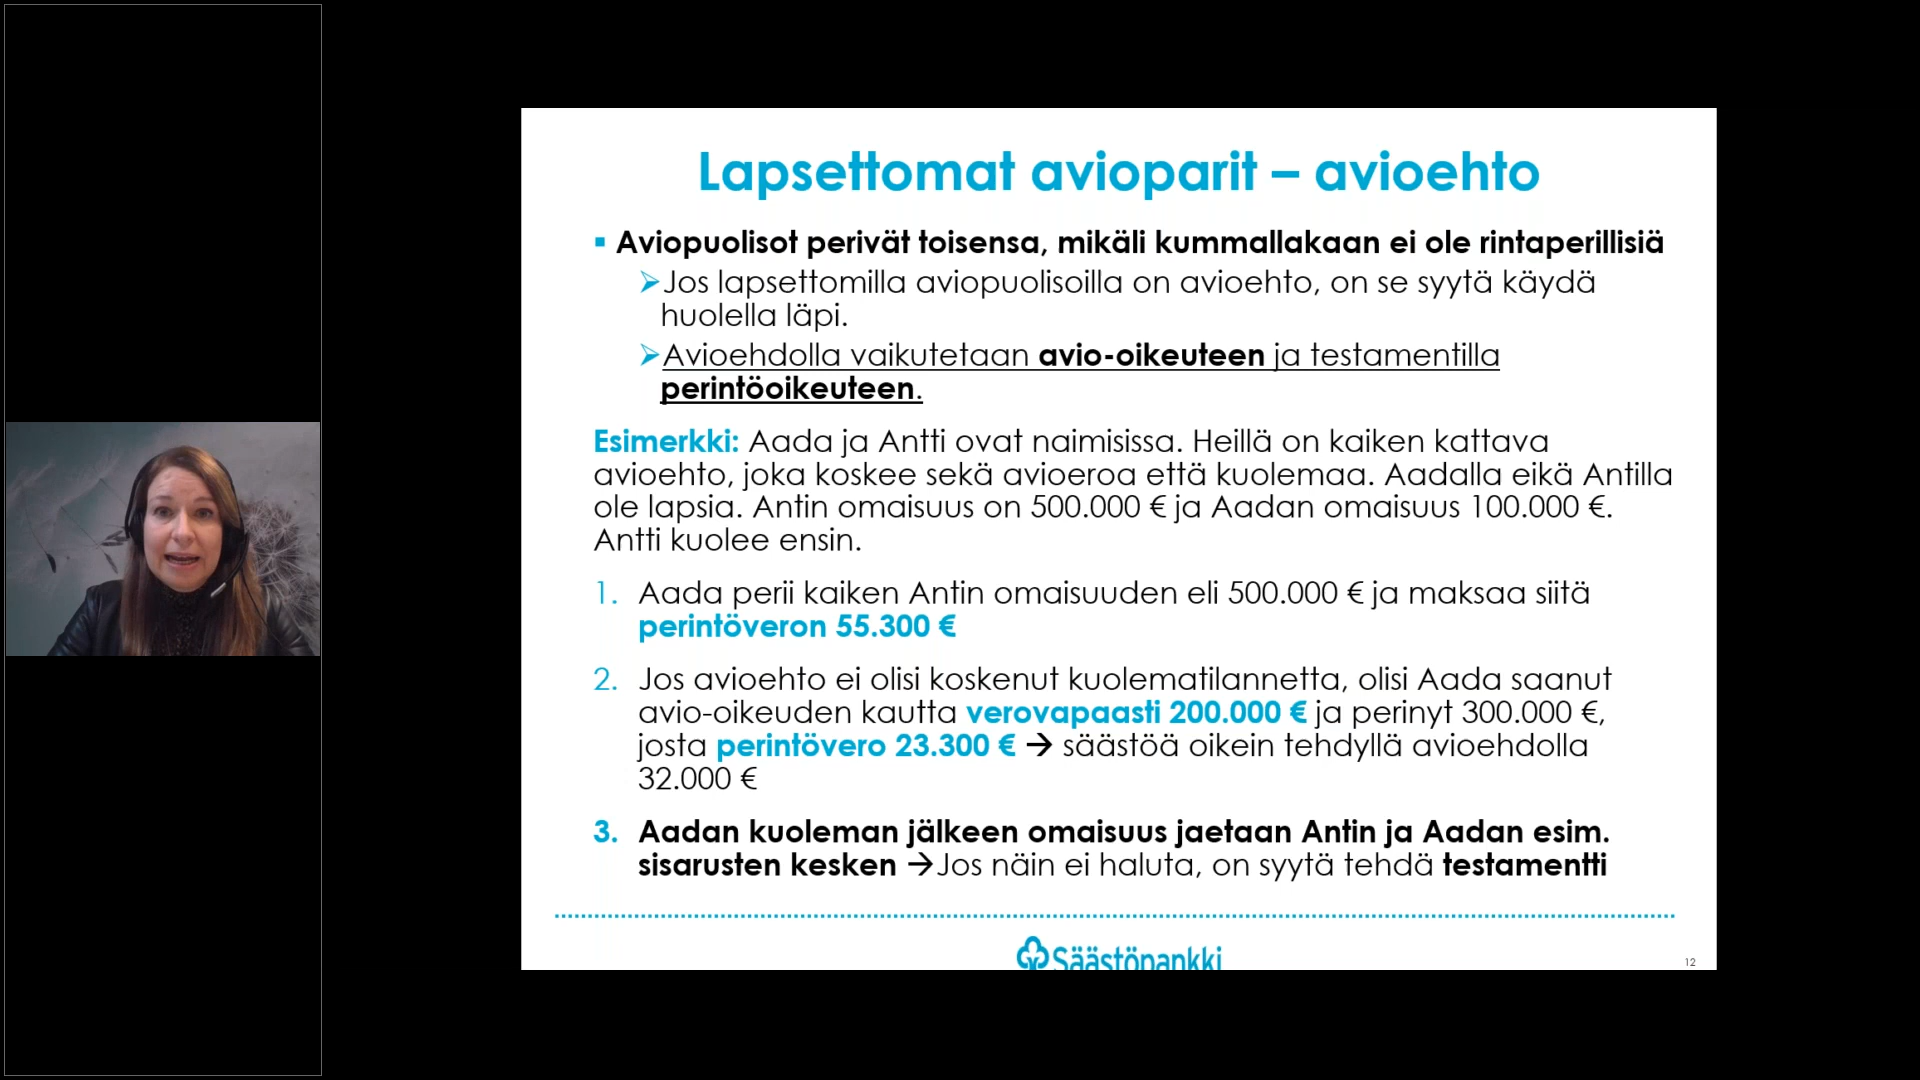 Lapsettomat avioparit – avioehto
▪ Aviopuolisot perivät toisensa, mikäli kummallakaan ei ole rintaperillisiä
➢Jos lapsettomilla aviopuolisoilla on avioehto, on se syytä käydä
huolella läpi.
➢Avioehdolla vaikutetaan avio-oikeuteen ja testamentilla
perintöoikeuteen.
Esimerkki: Aada ja Antti ovat naimisissa. Heillä on kaiken kattava
avioehto, joka koskee sekä avioeroa että kuolemaa. Aadalla eikä Antilla
ole lapsia. Antin omaisuus on 500.000 € ja Aadan omaisuus 100.000 €.
Antti kuolee ensin.
1. Aada perii kaiken Antin omaisuuden eli 500.000 € ja maksaa siitä
perintöveron 55.300 €
2. Jos avioehto ei olisi koskenut kuolematilannetta, olisi Aada saanut
avio-oikeuden kautta verovapaasti 200.000 € ja perinyt 300.000 €,
josta perintövero 23.300 € → säästöä oikein tehdyllä avioehdolla
32.000 €
3. Aadan kuoleman jälkeen omaisuus jaetaan Antin ja Aadan esim.
sisarusten kesken →Jos näin ei haluta, on syytä tehdä testamentti
Säästöpankki
12